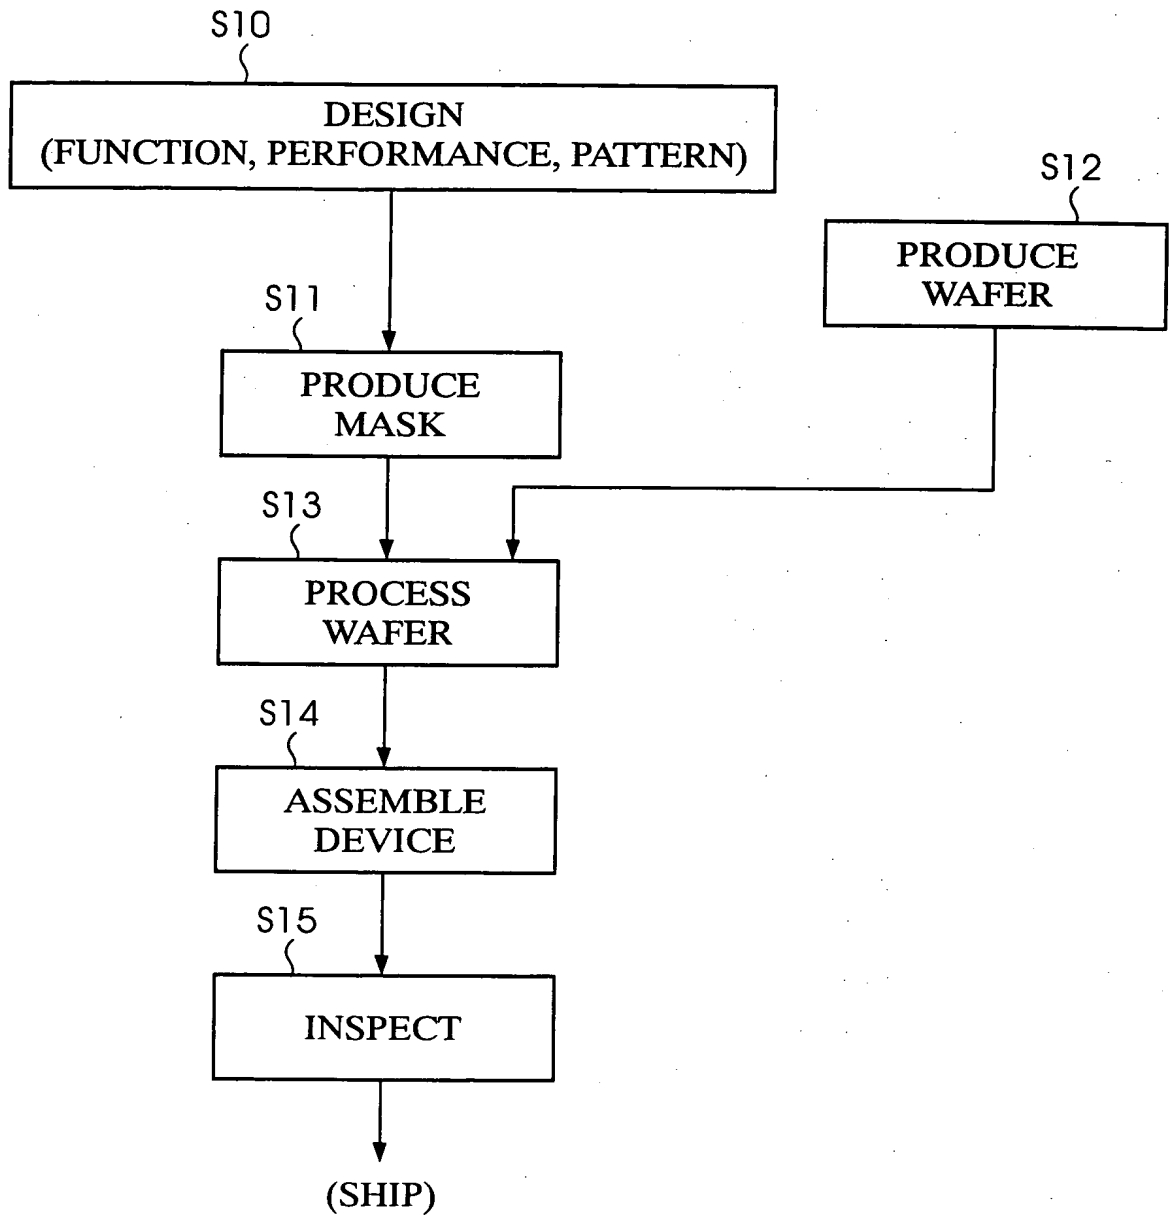 S10
DESIGN
(FUNCTION, PERFORMANCE, PATTERN)
S12
PRODUCE
WAFER
S11
PRODUCE
MASK
S13
PROCESS
WAFER
S14
ASSEMBLE
DEVICE
S15
INSPECT
(SHIP)